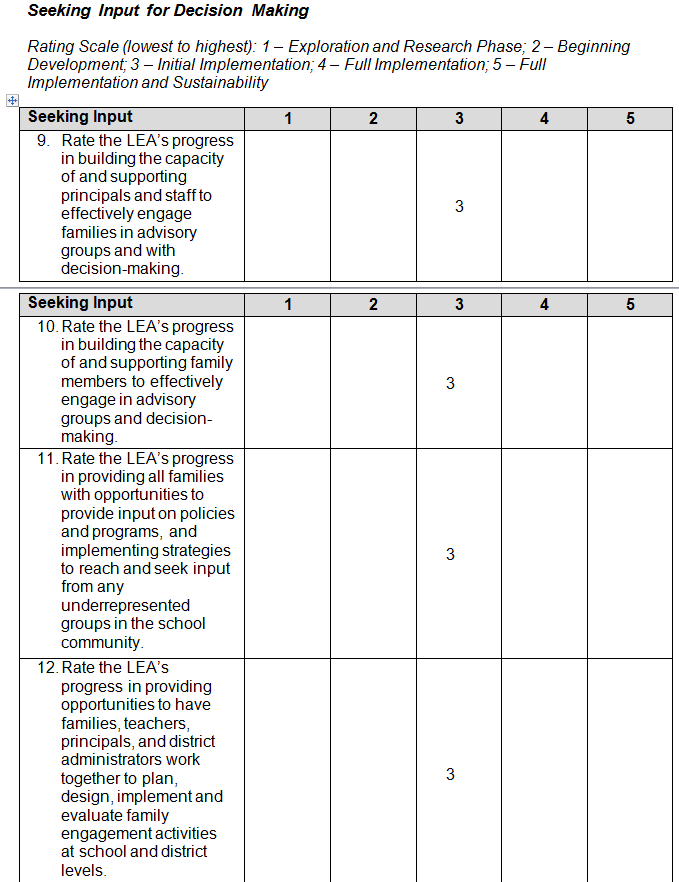 Seeking Input for Decision Making
Rating Scale (lowest to highest): 1 – Exploration and Research Phase; 2 – Beginning
Development; 3 – Initial Implementation; 4 – Full Implementation; 5 – Full
Implementation and Sustainability
Seeking Input 1 2 3 4 5
9. Rate the LEA’s progress
in building the capacity
of and supporting
principals and staff to
effectively engage
families in advisory
groups and with
decision-making.
3
Seeking Input 1 2 3 4 5
10. Rate the LEA’s progress
in building the capacity
of and supporting family
members to effectively
engage in advisory
groups and decision-
making.
3
11. Rate the LEA’s progress
in providing all families
with opportunities to
provide input on policies
and programs, and
implementing strategies
to reach and seek input
from any
underrepresented
groups in the school
community.
3
12. Rate the LEA’s
progress in providing
opportunities to have
families, teachers,
principals, and district
administrators work
together to plan,
design, implement and
evaluate family
engagement activities
at school and district
levels.
3